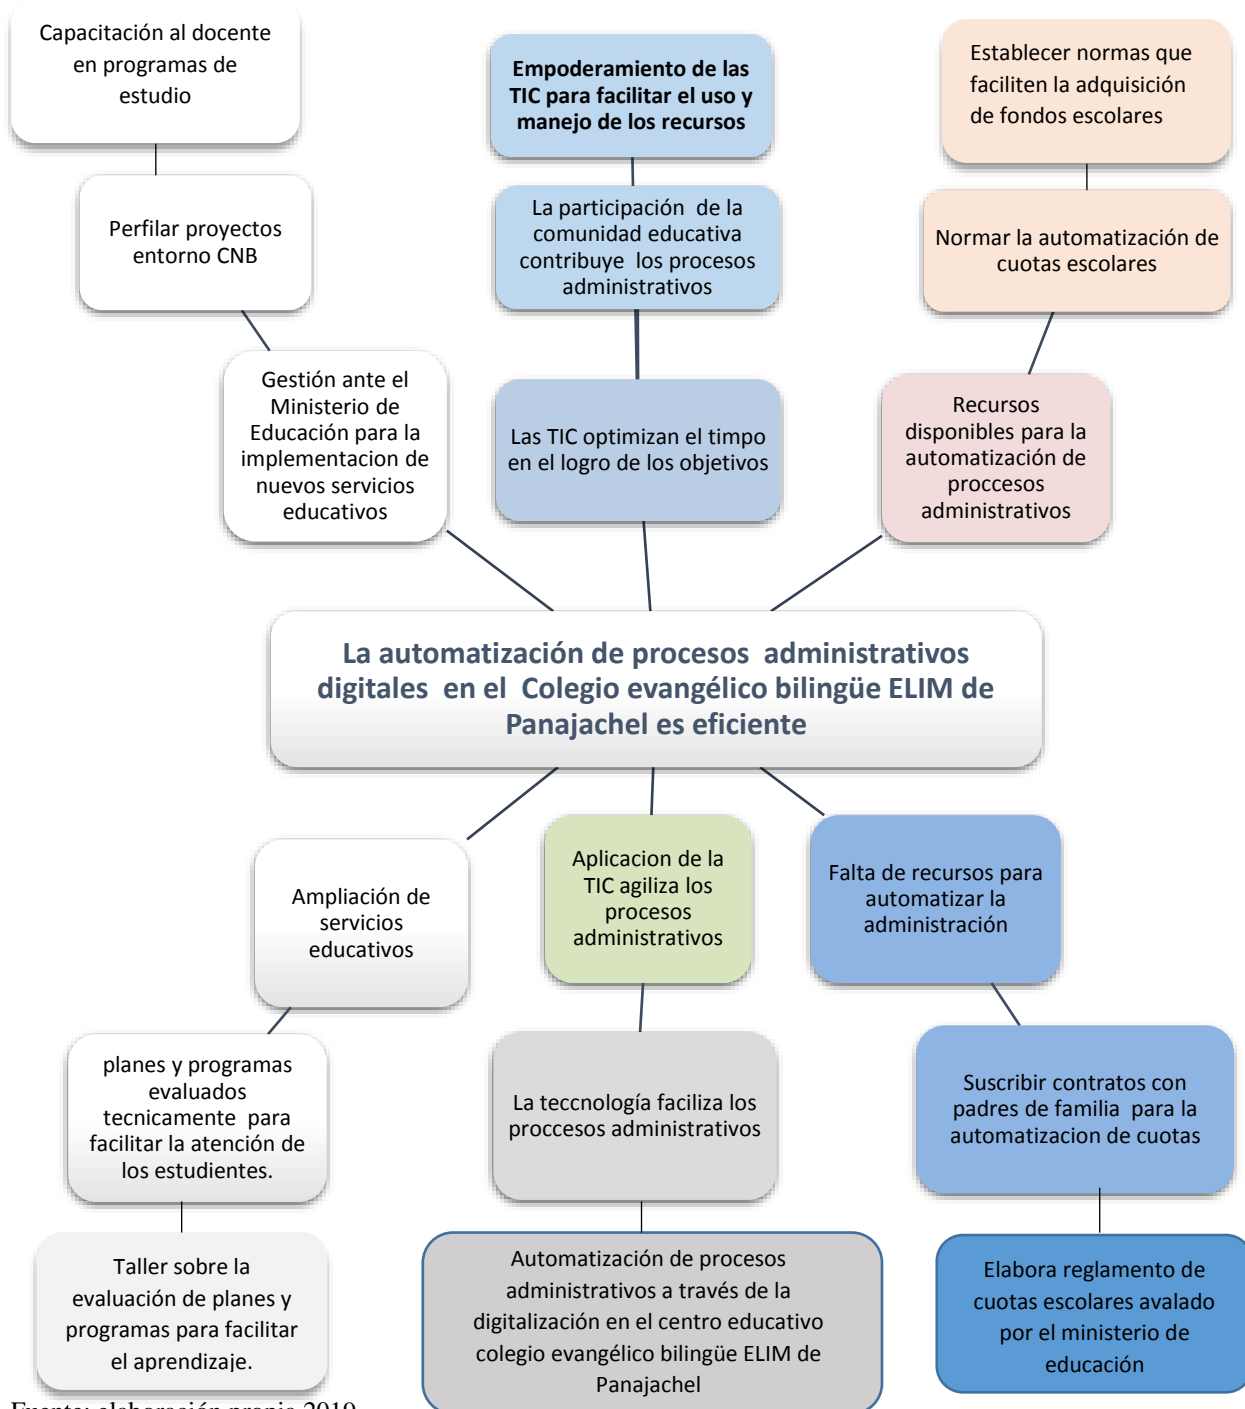 Capacitación al docente
en programas de
estudio
Empoderamiento de las
TIC para facilitar el uso y
manejo de los recursos
Establecer normas que
faciliten la adquisición
de fondos escolares
Perfilar proyectos
entorno CNB
La participación de la
comunidad educativa
contribuye los procesos
administrativos
Normar la automatización de
cuotas escolares
Gestión ante el
Ministerio de
Educación para la
implementacion de
nuevos servicios
educativos
Las TIC optimizan el timpo
en el logro de los objetivos
Recursos
disponibles para la
automatización de
proccesos
administrativos
La automatización de procesos administrativos
digitales en el Colegio evangélico bilingüe ELIM de
Panajachel es eficiente
Ampliación de
servicios
educativos
Aplicacion de la
TIC agiliza los
procesos
administrativos
Falta de recursos para
automatizar la
administración
planes y programas
evaluados
tecnicamente para
facilitar la atención de
los estudientes.
La teccnología faciliza los
proccesos administrativos
Suscribir contratos con
padres de familia para la
automatizacion de cuotas
Taller sobre la
evaluación de planes y
programas para facilitar
el aprendizaje.
Automatización de procesos
administrativos a través de la
digitalización en el centro educativo
colegio evangélico bilingüe ELIM de
Panajachel
Elabora reglamento de
cuotas escolares avalado
por el ministerio de
educación
Fuente: elaboración propia 2019